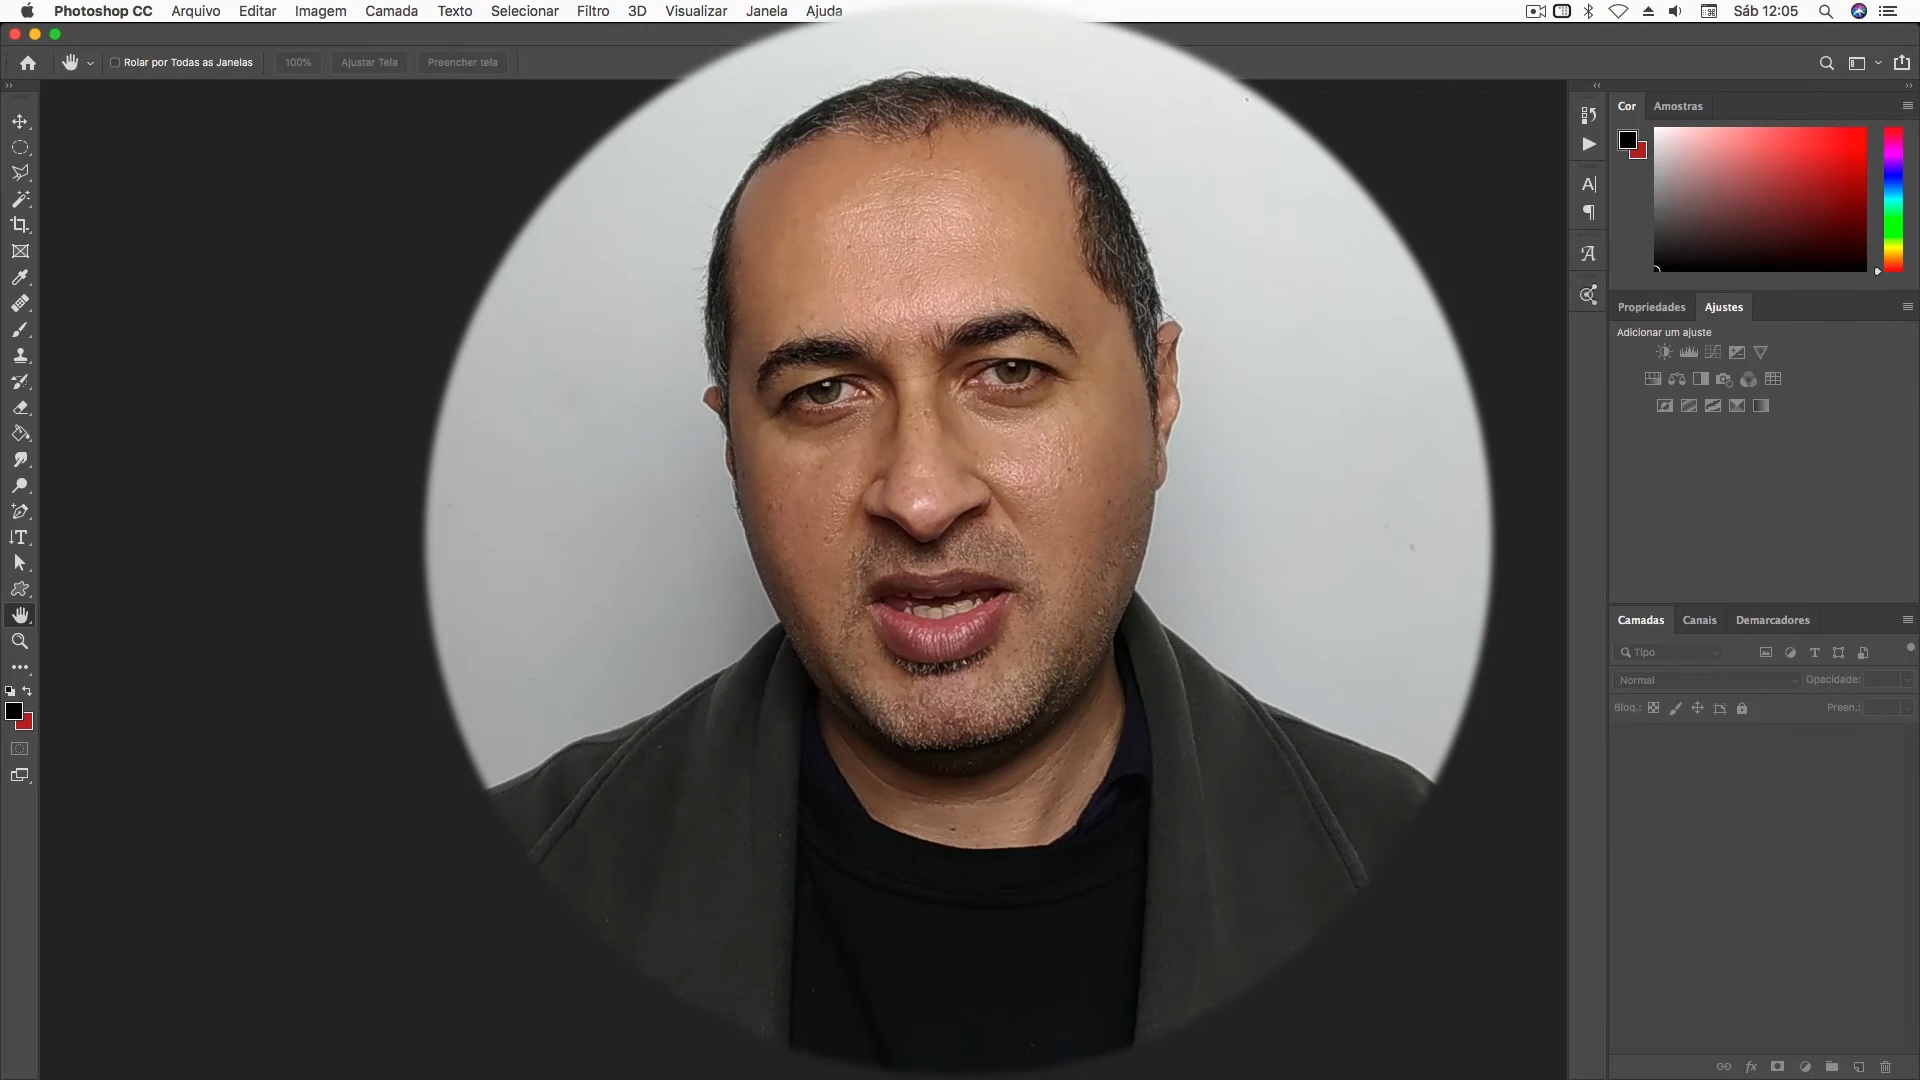 Photoshop CC Arquivo Editar Imagem Camada Texto Selecionar Filtro 3D Visualizar Janela Ajuda Sáb 12:05
Rolar por Todas as Janelas 100% Ajustar Tela Preencher tela
Cor Amostras
Propriedades Ajustes
Adicionar um ajuste
Camadas Canais Demarcadores
Tipo
Normal Opacidade:
Bloq.: Preen.: